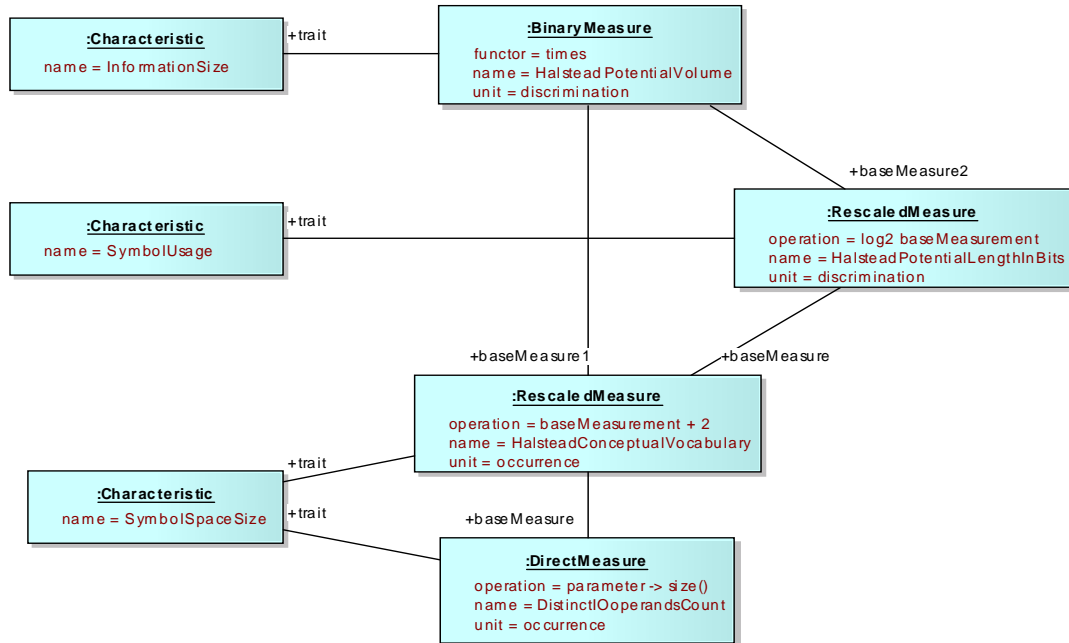 :Characteristic
name = InformationSize
+trait
:BinaryMeasure
functor = times
name = HalsteadPotentialVolume
unit = discrimination
+baseMeasure2
:Characteristic
name = SymbolUsage
+trait
:RescaledMeasure
operation = log2 baseMeasurement
name = HalsteadPotentialLengthInBits
unit = discrimination
+baseMeasure1
+baseMeasure
:RescaledMeasure
operation = baseMeasurement + 2
name = HalsteadConceptualVocabulary
unit = occurrence
+trait
:Characteristic
name = SymbolSpaceSize
+trait
+baseMeasure
:DirectMeasure
operation = parameter -> size()
name = DistinctIOoperandsCount
unit = occurrence